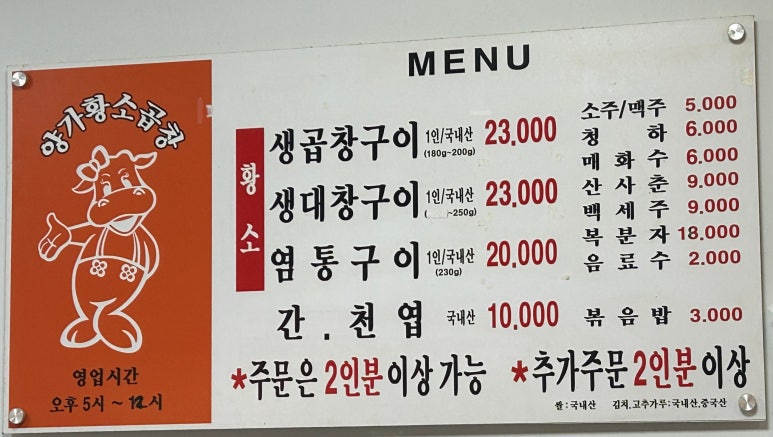 MENU
양가황소곱창
영업시간
오후 5시 ~ 12시
황소
생곱창구이 1인/국내산 (180g~200g) 23,000
생대창구이 1인/국내산 ~250g) 23,000
염통구이 1인/국내산 (230g) 20,000
간 . 천엽 국내산 10,000
소주/맥주 5.000
청하 6.000
매화수 6.000
산사춘 9.000
백세주 9.000
복분자 18.000
음료수 2.000
볶음밥 3.000
*주문은 2인분 이상 가능 *추가주문 2인분 이상
쌀 : 국내산 김치, 고추가루 : 국내산, 중국산